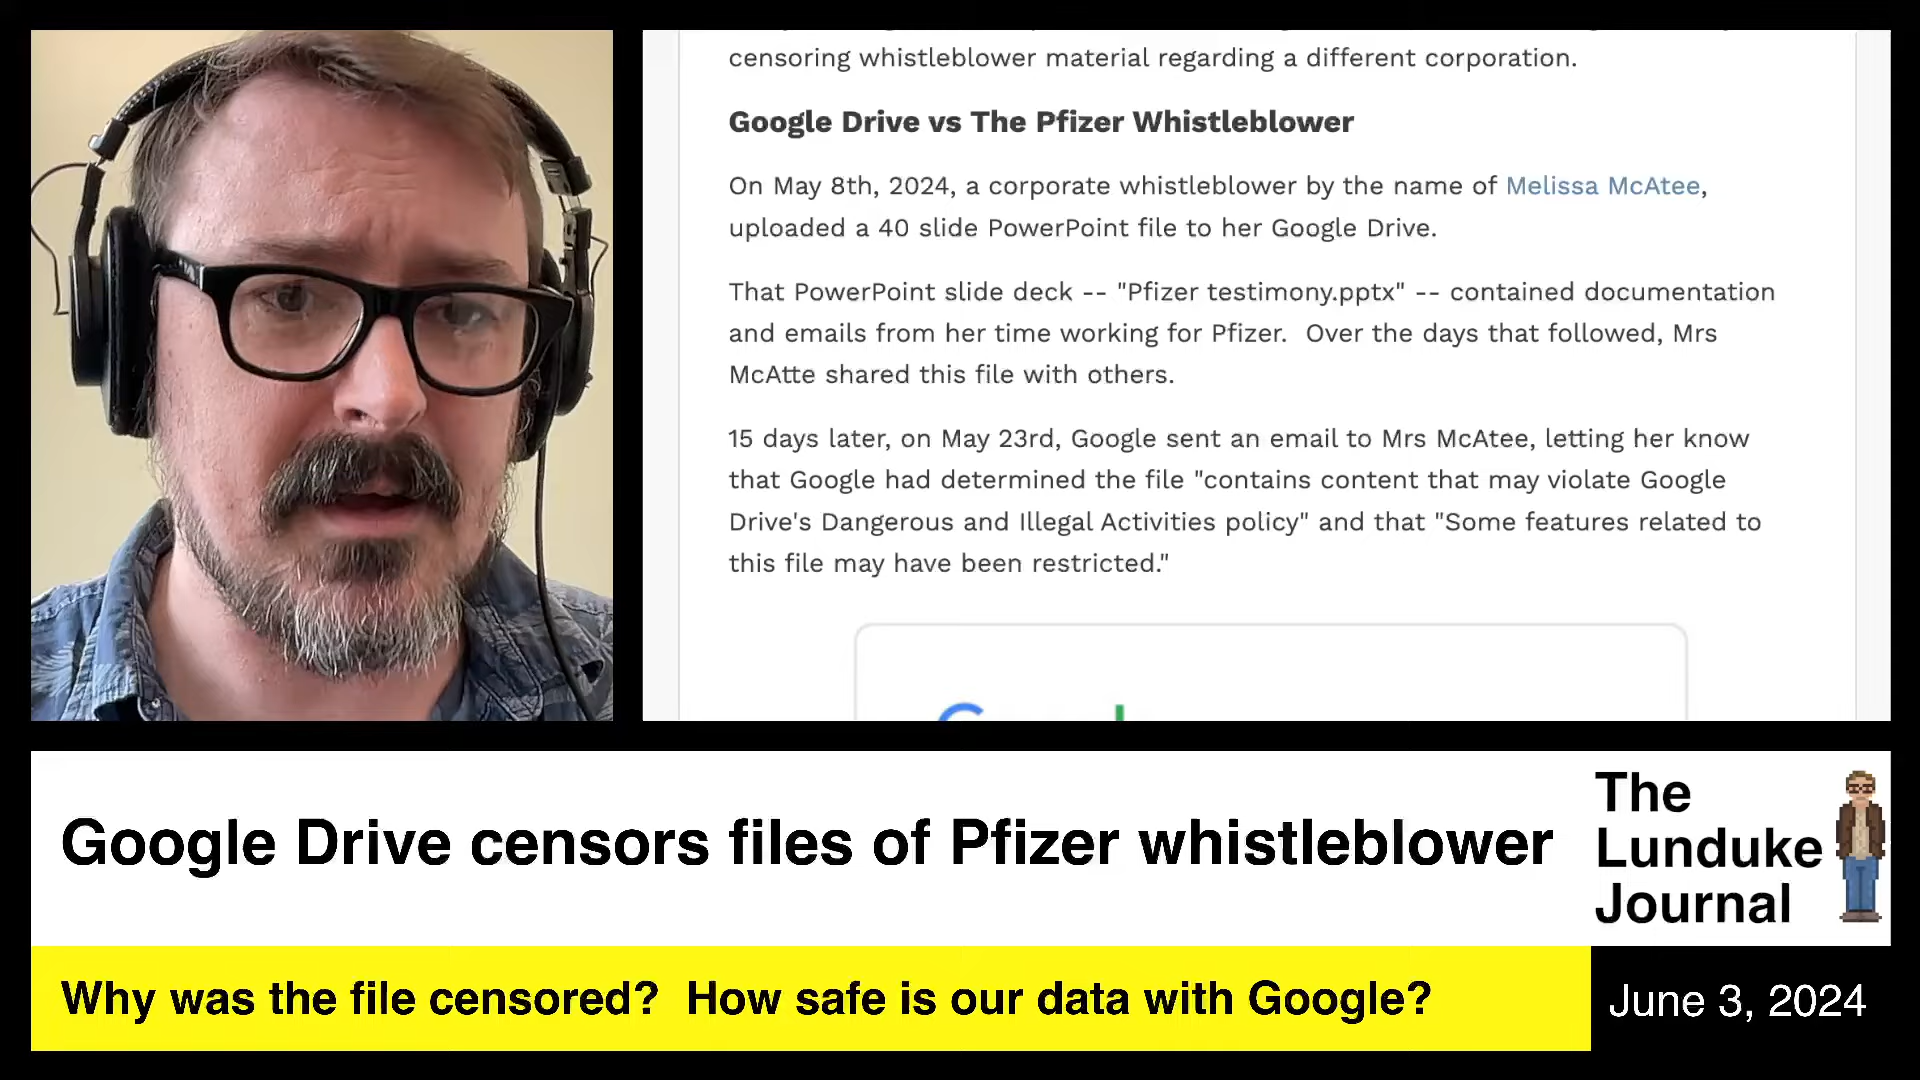 censoring whistleblower material regarding a different corporation.
Google Drive vs The Pfizer Whistleblower
On May 8th, 2024, a corporate whistleblower by the name of Melissa McAtee,
uploaded a 40 slide PowerPoint file to her Google Drive.
That PowerPoint slide deck -- "Pfizer testimony.pptx" -- contained documentation
and emails from her time working for Pfizer.  Over the days that followed, Mrs
McAtte shared this file with others.
15 days later, on May 23rd, Google sent an email to Mrs McAtee, letting her know
that Google had determined the file "contains content that may violate Google
Drive's Dangerous and Illegal Activities policy" and that "Some features related to
this file may have been restricted."
Google Drive censors files of Pfizer whistleblower
The
Lunduke
Journal
Why was the file censored?  How safe is our data with Google?
June 3, 2024